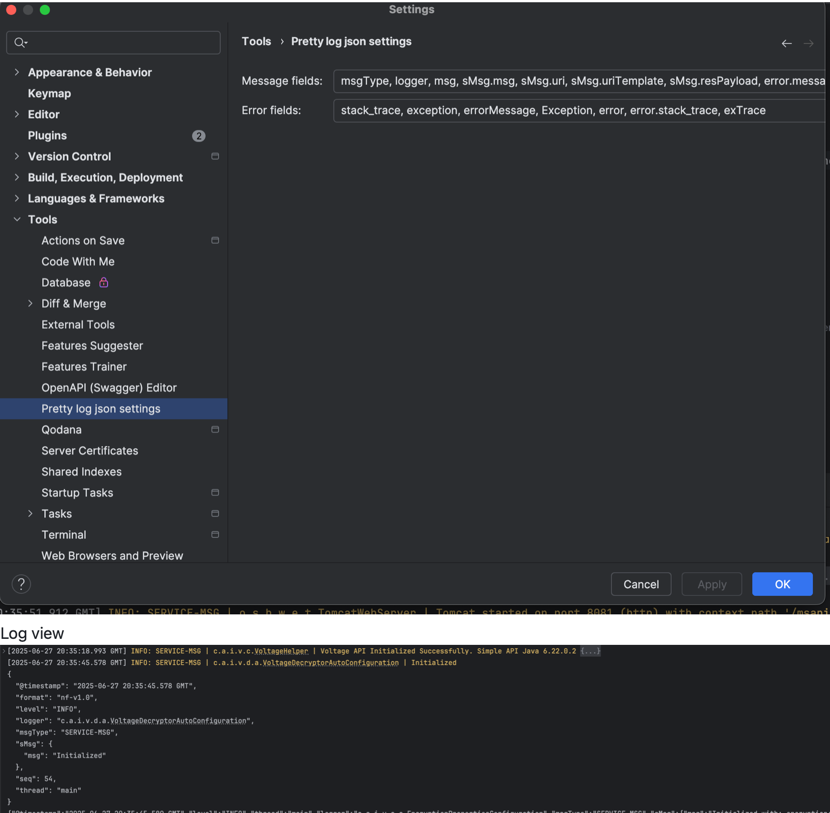 Settings
Tools › Pretty log json settings
Appearance & Behavior
Keymap
Editor
Plugins 2
Version Control
Build, Execution, Deployment
Languages & Frameworks
Tools
Actions on Save
Code With Me
Database
Diff & Merge
External Tools
Features Suggester
Features Trainer
OpenAPI (Swagger) Editor
Pretty log json settings
Qodana
Server Certificates
Shared Indexes
Startup Tasks
Tasks
Terminal
Web Browsers and Preview
Message fields: msgType, logger, msg, sMsg.msg, sMsg.uri, sMsg.uriTemplate, sMsg.resPayload, error.messa
Error fields: stack_trace, exception, errorMessage, Exception, error, error.stack_trace, exTrace
?
Cancel
Apply
OK
:35:51.912 GMT] INFO: SERVICE-MSG | o.s.b.w.e.t.TomcatWebServer | Tomcat started on port 8081 (http) with context path '/msapi
Log view
[2025-06-27 20:35:18.993 GMT] INFO: SERVICE-MSG | c.a.i.v.c.VoltageHelper | Voltage API Initialized Successfully. Simple API Java 6.22.0.2 {...}
[2025-06-27 20:35:45.578 GMT] INFO: SERVICE-MSG | c.a.i.v.d.a.VoltageDecryptorAutoConfiguration | Initialized
{
"@timestamp": "2025-06-27 20:35:45.578 GMT",
"format": "nf-v1.0",
"level": "INFO",
"logger": "c.a.i.v.d.a.VoltageDecryptorAutoConfiguration",
"msgType": "SERVICE-MSG",
"sMsg": {
"msg": "Initialized"
},
"seq": 54,
"thread": "main"
}